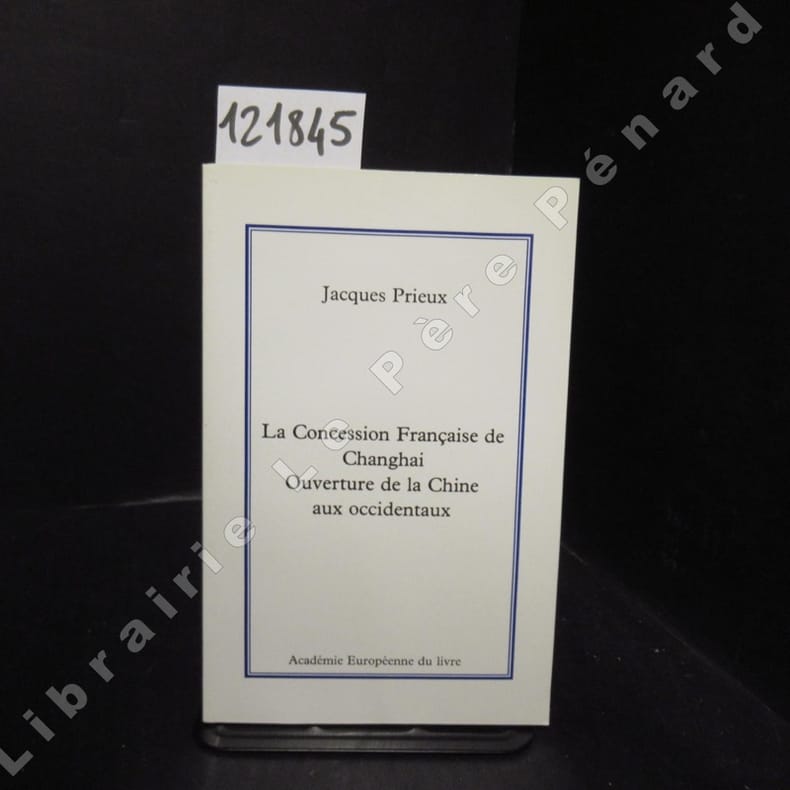 121845
Jacques Prieux
La Concession Française de
Changhai
Ouverture de la Chine
aux occidentaux
Académie Européenne du livre
Librairie Le Père Pénard